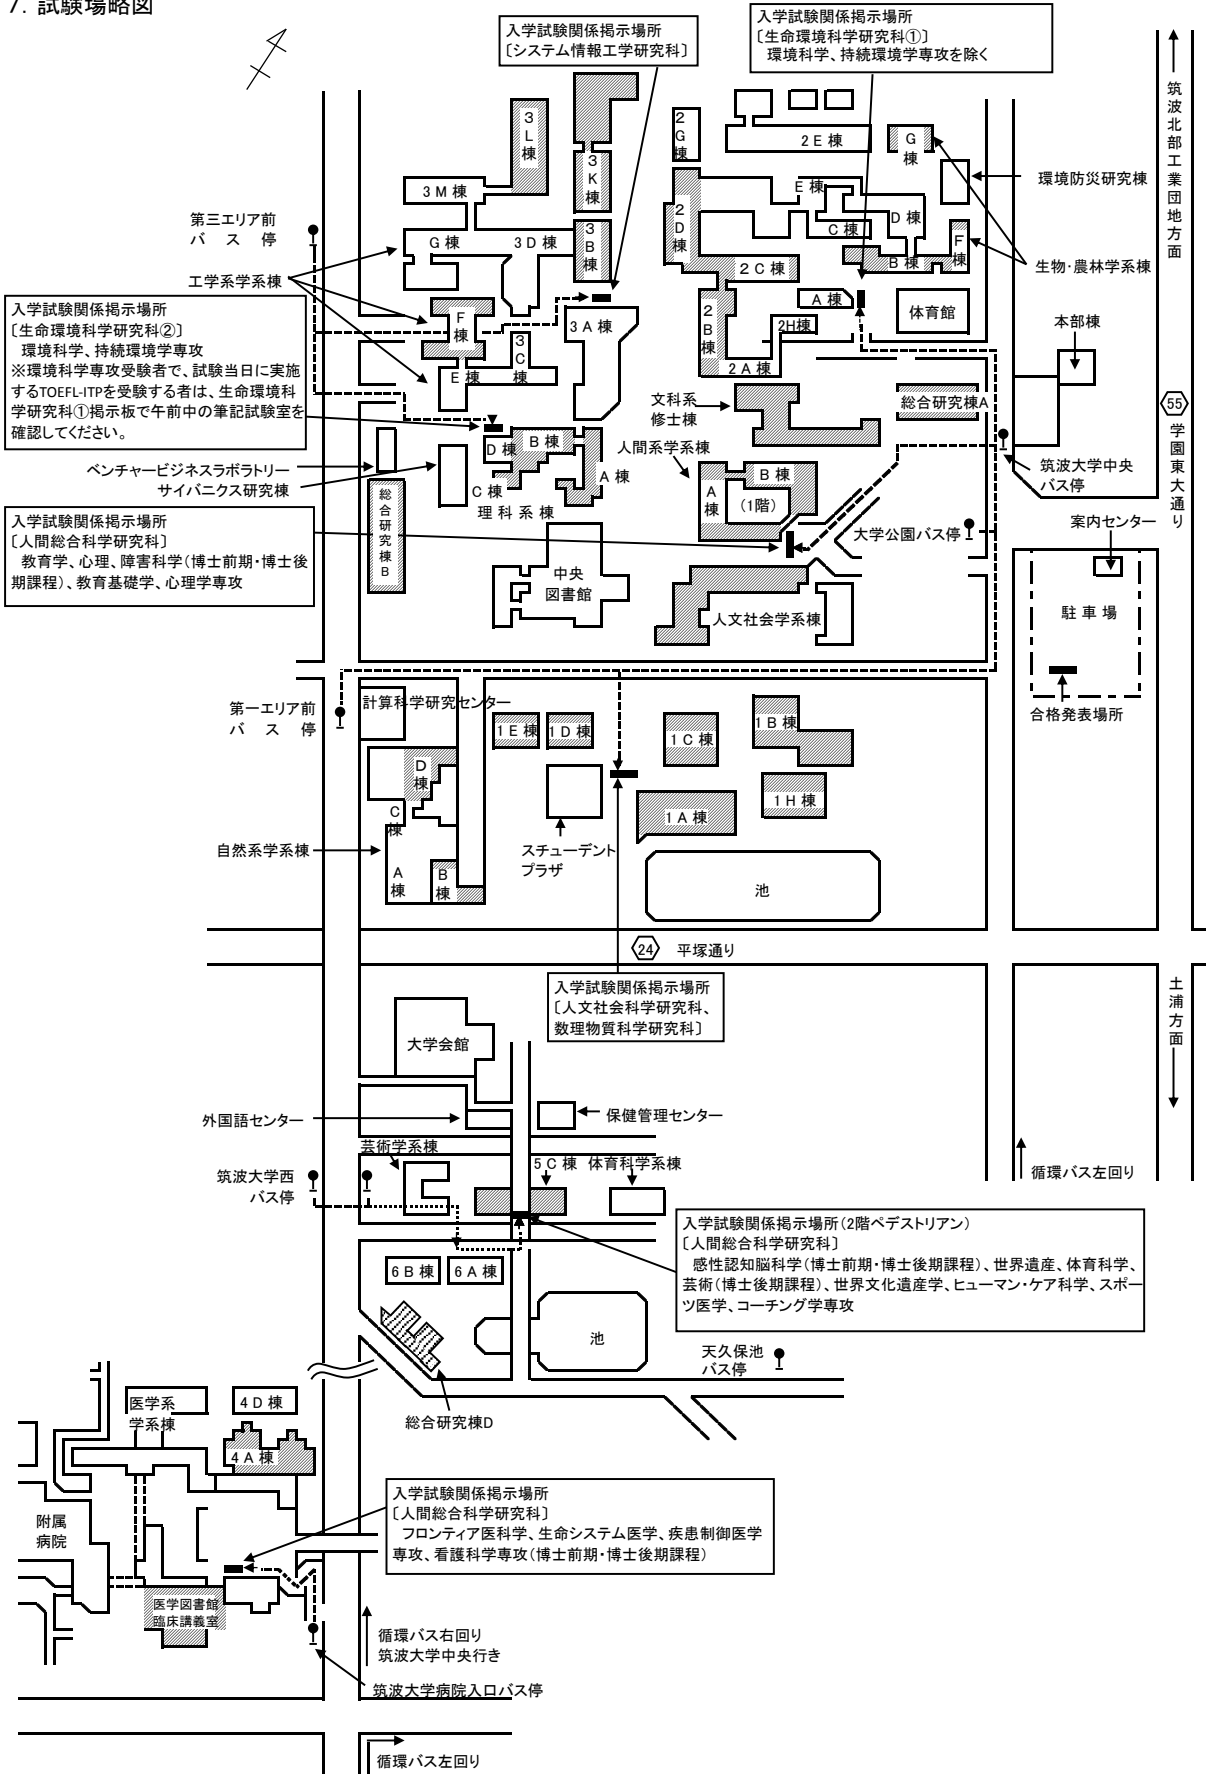 7．試験場略図
入学試験関係掲示場所
〔システム情報工学研究科〕
入学試験関係掲示場所
〔生命環境科学研究科①〕
環境科学、持続環境学専攻を除く
筑波北部工業団地方面
3L棟
3K棟
3M棟
G棟
3D棟
3B棟
2G棟
2E棟
G棟
環境防災研究棟
E棟
D棟
C棟
F棟
B棟
2D棟
2C棟
生物・農林学系棟
第三エリア前
バス停
工学系学系棟
入学試験関係掲示場所
〔生命環境科学研究科②〕
環境科学、持続環境学専攻
※環境科学専攻受験者で、試験当日に実施
するTOEFL-ITPを受験する者は、生命環境科
学研究科①掲示板で午前中の筆記試験室を
確認してください。
F棟
3A棟
3C棟
E棟
A棟
体育館
2B棟
2H棟
2A棟
本部棟
文科系
修士棟
総合研究棟A
55
学園東大通り
ベンチャービジネスラボラトリー
サイバニクス研究棟
D棟
B棟
A棟
C棟
理科系棟
人間系学系棟
B棟
A棟
(1階)
筑波大学中央
バス停
大学公園バス停
案内センター
総合研究棟B
入学試験関係掲示場所
〔人間総合科学研究科〕
教育学、心理、障害科学(博士前期・博士後
期課程)、教育基礎学、心理学専攻
中央
図書館
人文社会学系棟
駐車場
合格発表場所
第一エリア前
バス停
計算科学研究センター
1E棟
1D棟
1C棟
1B棟
D棟
C棟
1H棟
1A棟
自然系学系棟
A棟
B棟
スチューデント
プラザ
池
24
平塚通り
入学試験関係掲示場所
〔人文社会科学研究科、
数理物質科学研究科〕
土浦方面
大学会館
外国語センター
保健管理センター
芸術学系棟
5C棟
体育科学系棟
循環バス左回り
筑波大学西
バス停
入学試験関係掲示場所(2階ペデストリアン)
〔人間総合科学研究科〕
感性認知脳科学(博士前期・博士後期課程)、世界遺産、体育科学、
芸術(博士後期課程)、世界文化遺産学、ヒューマン・ケア科学、スポー
ツ医学、コーチング学専攻
6B棟
6A棟
池
天久保池
バス停
総合研究棟D
医学系
学系棟
4D棟
4A棟
附属
病院
入学試験関係掲示場所
〔人間総合科学研究科〕
フロンティア医科学、生命システム医学、疾患制御医学
専攻、看護科学専攻(博士前期・博士後期課程)
医学図書館
臨床講義室
循環バス右回り
筑波大学中央行き
筑波大学病院入口バス停
循環バス左回り